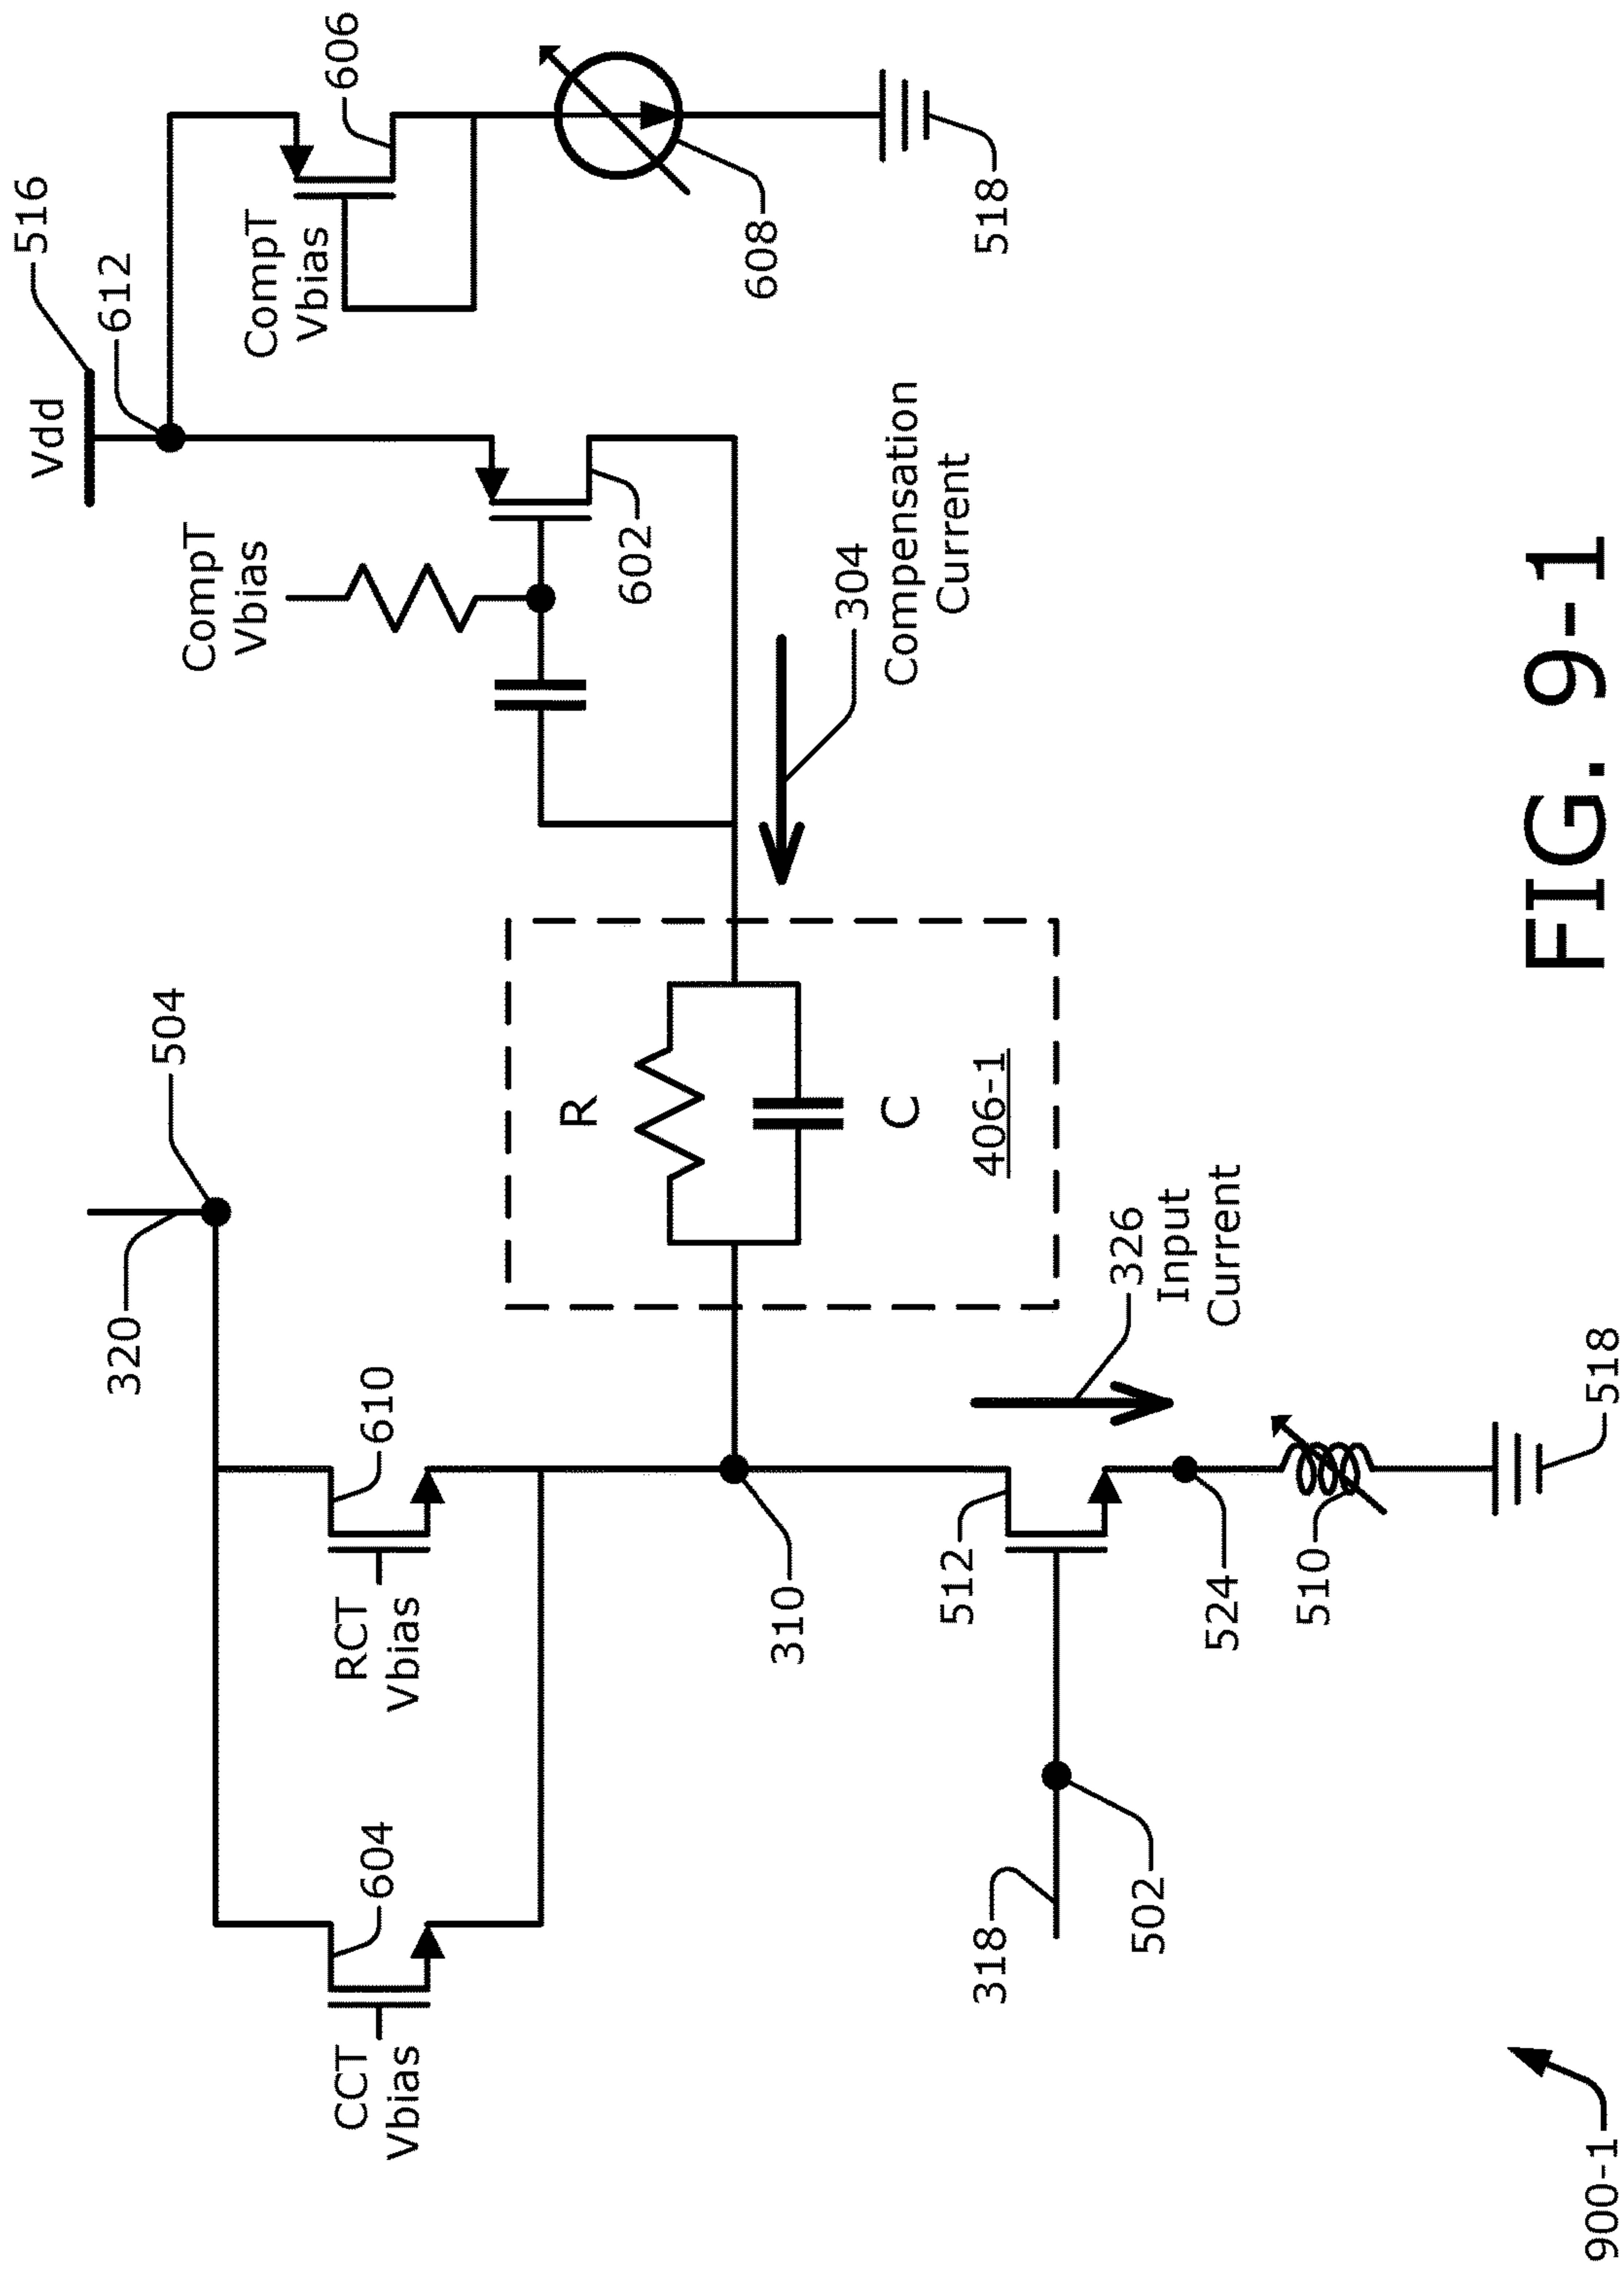 900-1
CCT
Vbias
604
RCT
Vbias
610
320
504
318
502
512
310
524
510
518
326
Input
Current
R
C
406-1
304
Compensation
Current
CompT
Vbias
602
Vdd
516
612
CompT
Vbias
606
608
518
FIG. 9-1